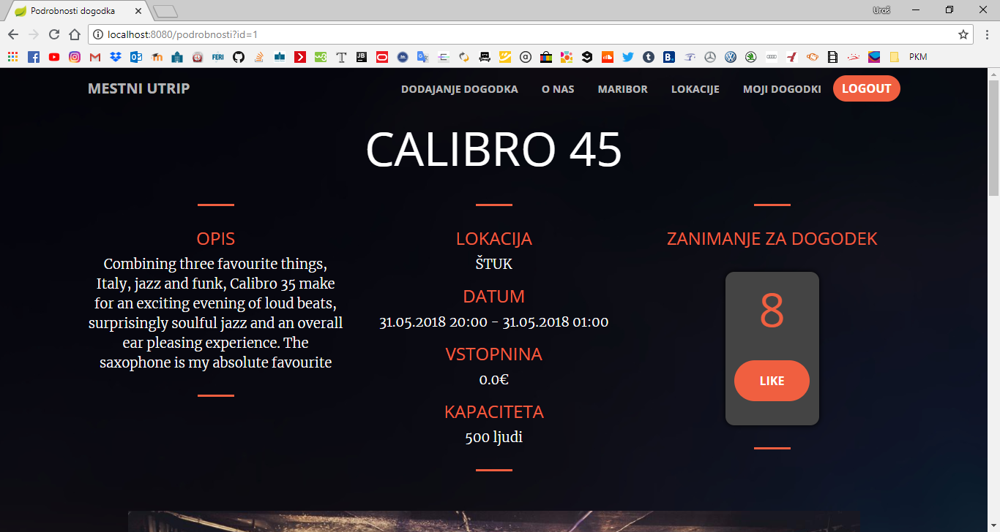 Podrobnosti dogodka
Uroš
localhost:8080/podrobnosti?id=1
PKM
MESTNI UTRIP
DODAJANJE DOGODKA
O NAS
MARIBOR
LOKACIJE
MOJI DOGODKI
LOGOUT
CALIBRO 45
OPIS
Combining three favourite things,
Italy, jazz and funk, Calibro 35 make
for an exciting evening of loud beats,
surprisingly soulful jazz and an overall
ear pleasing experience. The
saxophone is my absolute favourite
LOKACIJA
ŠTUK
DATUM
31.05.2018 20:00 - 31.05.2018 01:00
VSTOPNINA
0.0€
KAPACITETA
500 ljudi
ZANIMANJE ZA DOGODEK
8
LIKE